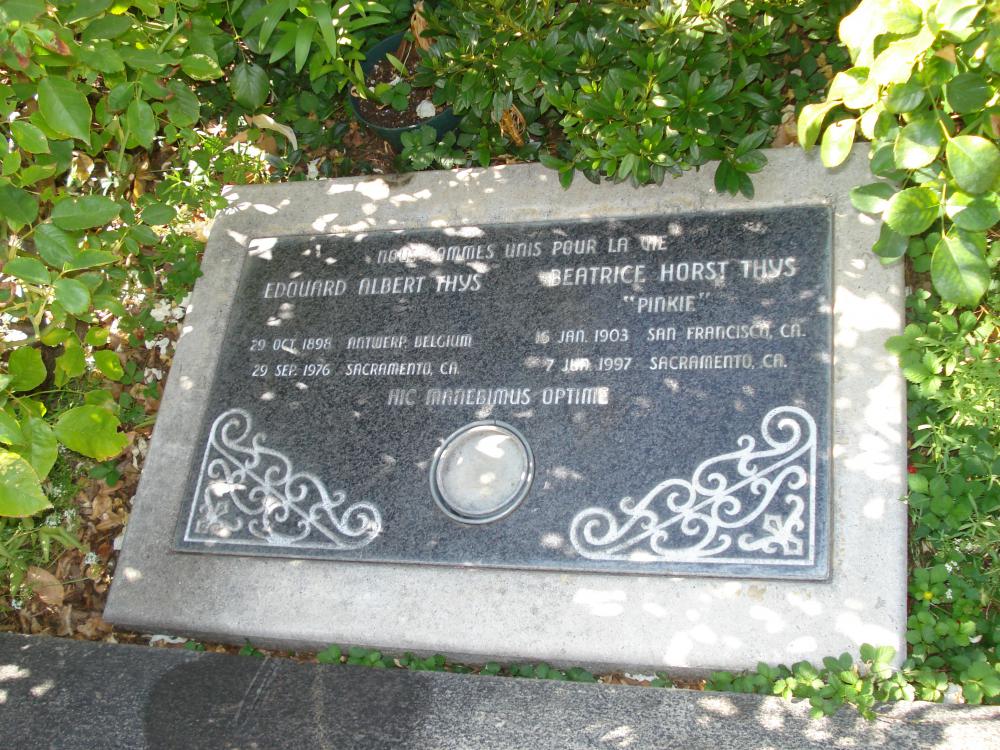 NOUS SOMMES UNIS POUR LA VIE
EDOUARD ALBERT THYS
BEATRICE HORST THYS
"PINKIE"
29 OCT 1898 ANTWERP, BELGIUM
29 SEP. 1976 SACRAMENTO, CA.
16 JAN. 1903 SAN FRANCISCO, CA.
7 JUN. 1997 SACRAMENTO, CA.
HIC MANEBIMUS OPTIME